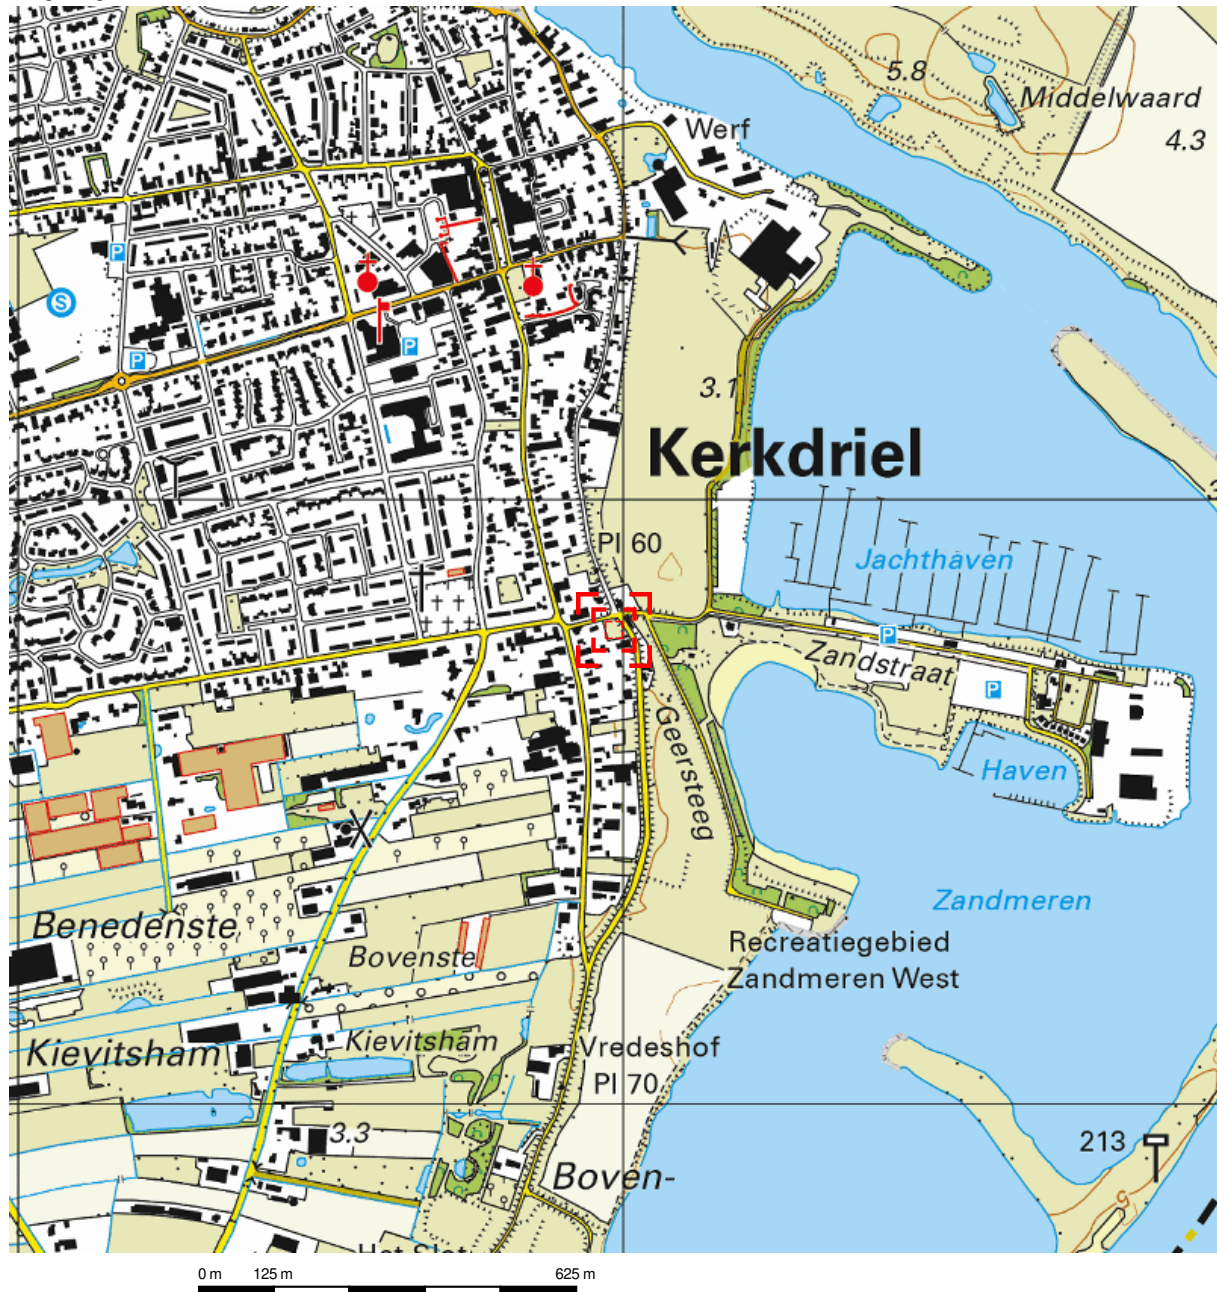 5.8
Middelwaard
4.3
Werf
P
S
P
P
3.1
Kerkdriel
Pl 60
Jachthaven
P
Zandstraat
P
Geersteeg
Haven
Zandmeren
Benedenste
Bovenste
Recreatiegebied
Zandmeren West
Kievitsham
Kievitsham
Vredeshof
Pl 70
3.3
213
Boven-
5
0 m 125 m 625 m